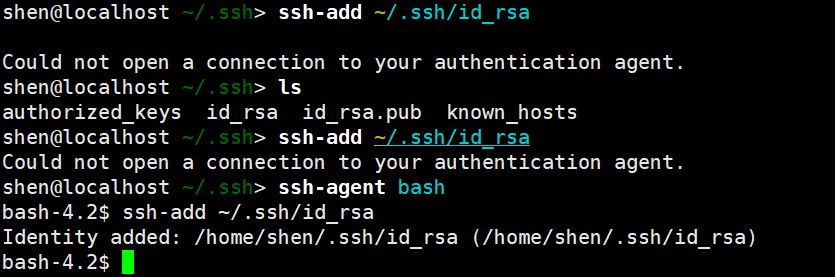 shen@localhost ~/.ssh> ssh-add ~/.ssh/id_rsa
Could not open a connection to your authentication agent.
shen@localhost ~/.ssh> ls
authorized_keys  id_rsa  id_rsa.pub  known_hosts
shen@localhost ~/.ssh> ssh-add ~/.ssh/id_rsa
Could not open a connection to your authentication agent.
shen@localhost ~/.ssh> ssh-agent bash
bash-4.2$ ssh-add ~/.ssh/id_rsa
Identity added: /home/shen/.ssh/id_rsa (/home/shen/.ssh/id_rsa)
bash-4.2$